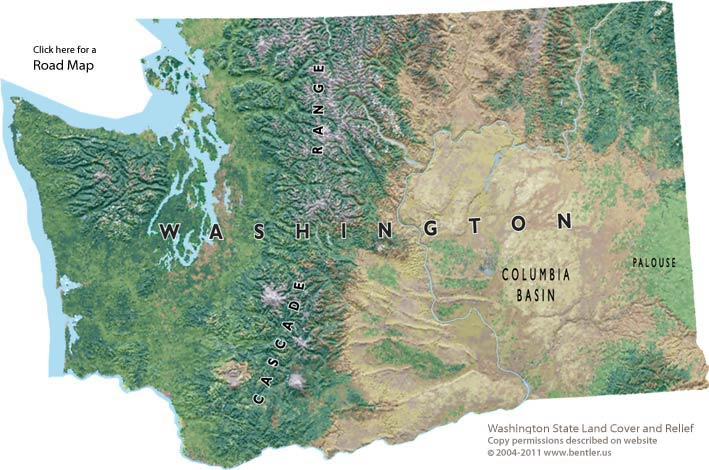 Click here for a
Road Map
RANGE
WASHINGTON
COLUMBIA
BASIN
PALOUSE
CASCADE
Washington State Land Cover and Relief
Copy permissions described on website
© 2004-2011 www.bentler.us